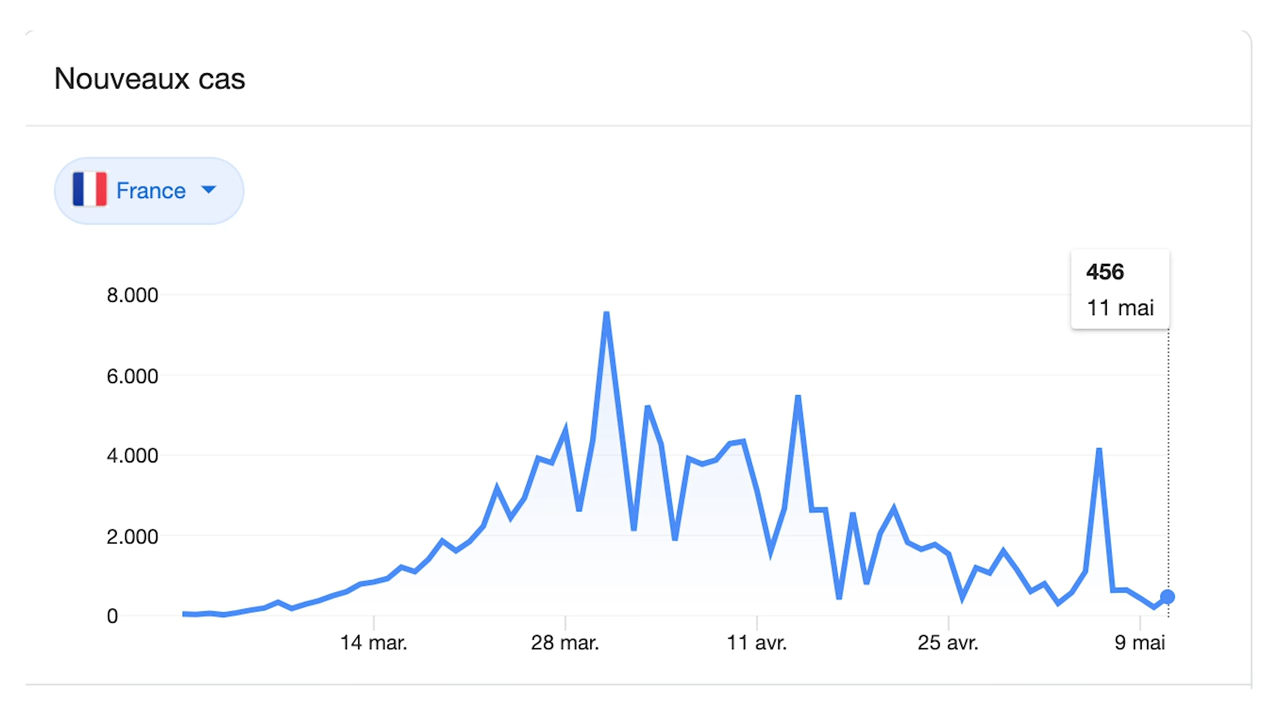 Nouveaux cas
France
456
11 mai
8.000
6.000
4.000
2.000
0
14 mar. 28 mar. 11 avr. 25 avr. 9 mai